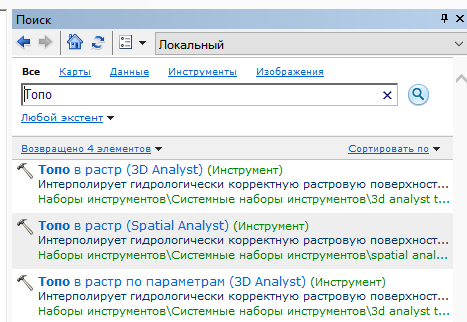 Поиск
Локальный
Все Карты Данные Инструменты Изображения
Топо
Любой экстент
Возвращено 4 элементов Сортировать по
Топо в растр (3D Analyst) (Инструмент)
Интерполирует гидрологически корректную растровую поверхност...
Наборы инструментов\Системные наборы инструментов\3d analyst t...
Топо в растр (Spatial Analyst) (Инструмент)
Интерполирует гидрологически корректную растровую поверхност...
Наборы инструментов\Системные наборы инструментов\spatial anal...
Топо в растр по параметрам (3D Analyst) (Инструмент)
Интерполирует гидрологически корректную растровую поверхност...
Наборы инструментов\Системные наборы инструментов\3d analyst t...